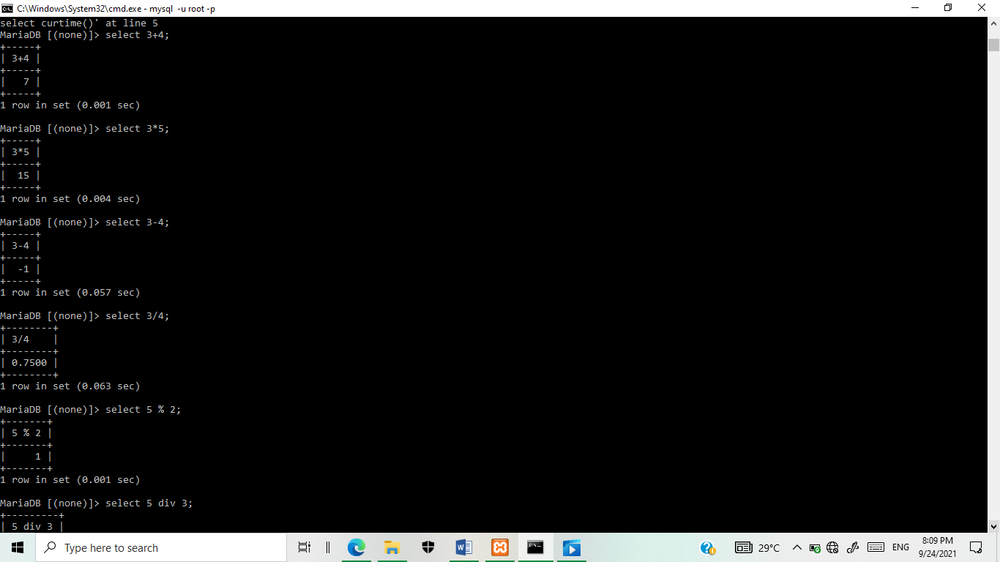 C:\Windows\System32\cmd.exe - mysql  -u root -p
select curtime()' at line 5
MariaDB [(none)]> select 3+4;
+-----+
| 3+4 |
+-----+
|   7 |
+-----+
1 row in set (0.001 sec)
MariaDB [(none)]> select 3*5;
+-----+
| 3*5 |
+-----+
|  15 |
+-----+
1 row in set (0.004 sec)
MariaDB [(none)]> select 3-4;
+-----+
| 3-4 |
+-----+
|  -1 |
+-----+
1 row in set (0.057 sec)
MariaDB [(none)]> select 3/4;
+--------+
| 3/4    |
+--------+
| 0.7500 |
+--------+
1 row in set (0.063 sec)
MariaDB [(none)]> select 5 % 2;
+-------+
| 5 % 2 |
+-------+
|     1 |
+-------+
1 row in set (0.001 sec)
MariaDB [(none)]> select 5 div 3;
+---------+
| 5 div 3 |
Type here to search
29°C
ENG
8:09 PM
9/24/2021